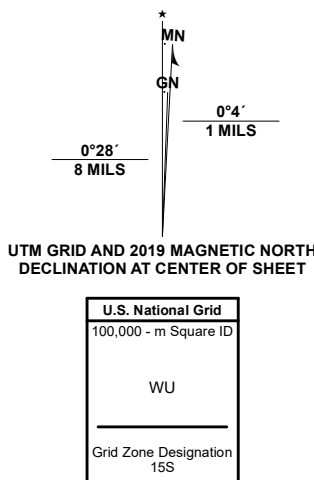 ★
MN
GN
0°4´
1 MILS
0°28´
8 MILS
UTM GRID AND 2019 MAGNETIC NORTH
DECLINATION AT CENTER OF SHEET
U.S. National Grid
100,000 - m Square ID
WU
Grid Zone Designation
15S